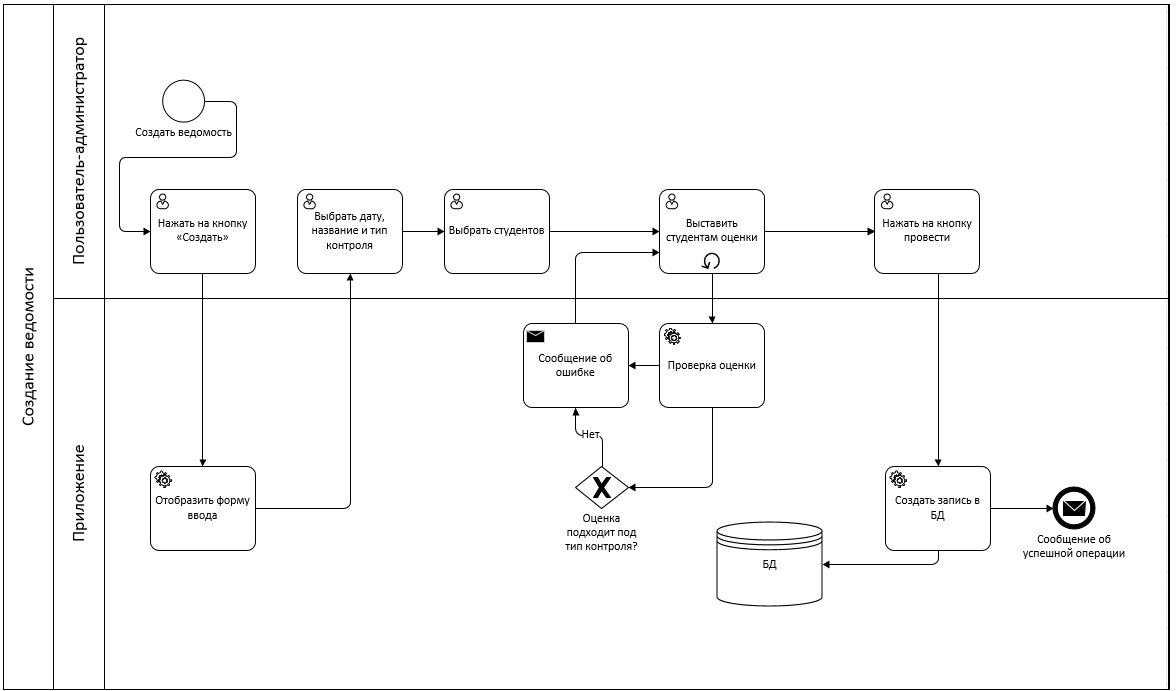 Создание ведомости
Пользователь-администратор
Создать ведомость
Нажать на кнопку
«Создать»
Выбрать дату,
название и тип
контроля
Выбрать студентов
Выставить
студентам оценки
Нажать на кнопку
провести
Приложение
Сообщение об
ошибке
Проверка оценки
Нет
Отобразить форму
ввода
Оценка
подходит под
тип контроля?
БД
Создать запись в
БД
Сообщение об
успешной операции